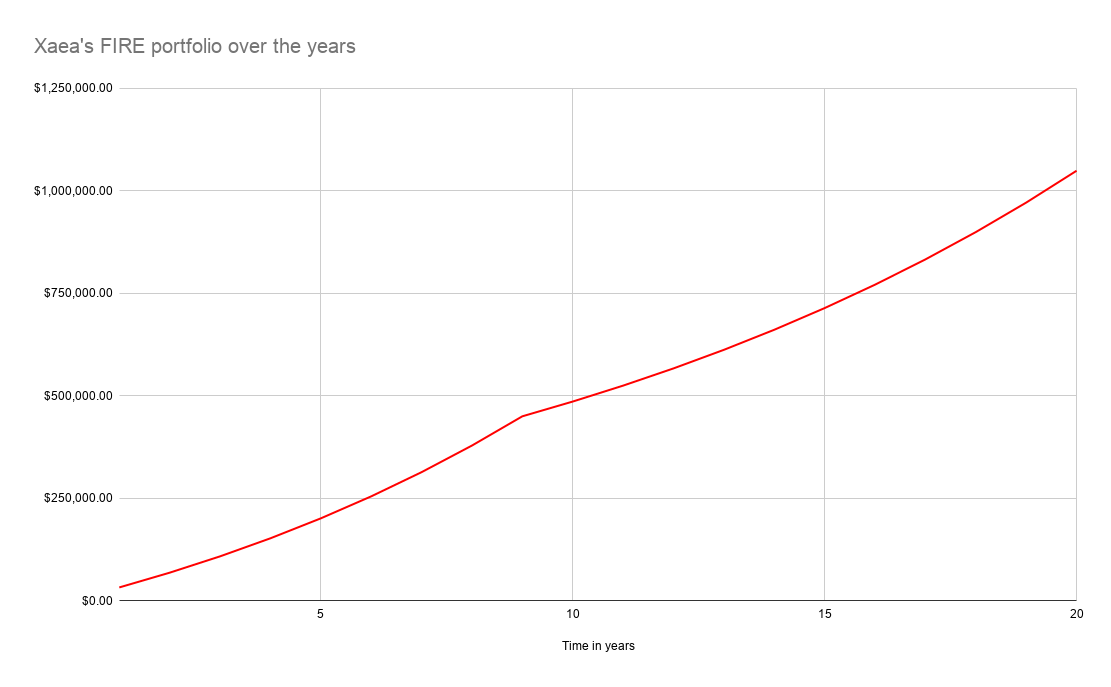 Xaea's FIRE portfolio over the years
$1,250,000.00
$1,000,000.00
$750,000.00
$500,000.00
$250,000.00
$0.00
5 10 15 20
Time in years